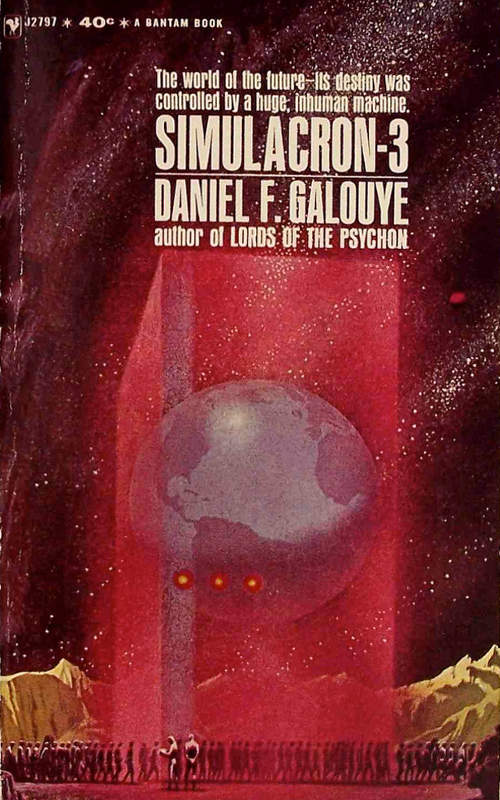 J2797 * 40¢ * A BANTAM BOOK
The world of the future—its destiny was
controlled by a huge, inhuman machine.
SIMULACRON-3
DANIEL F. GALOUYE
author of LORDS OF THE PSYCHON